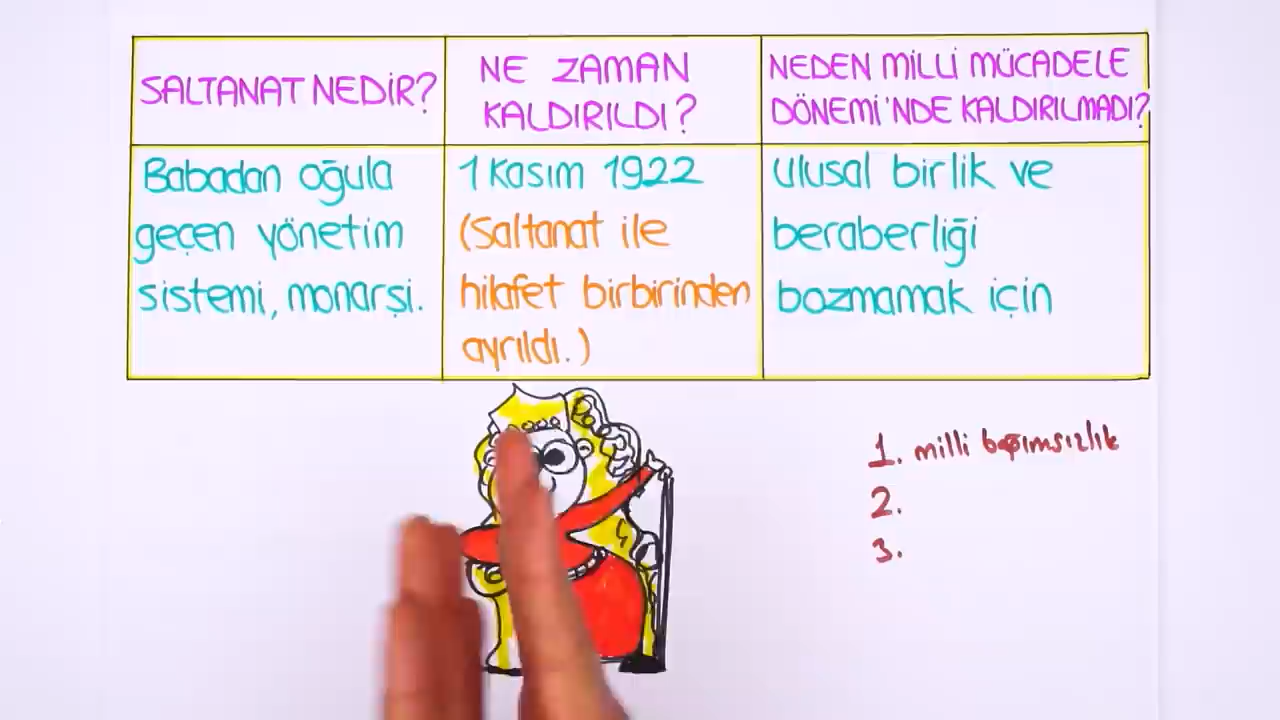 SALTANAT NEDİR?
NE ZAMAN
KALDIRILDI?
NEDEN MİLLİ MÜCADELE
DÖNEMİ'NDE KALDIRILMADI?
Babadan oğula
geçen yönetim
sistemi, monarşi.
1 Kasım 1922
(Saltanat ile
hilafet birbirinden
ayrıldı.)
Ulusal birlik ve
beraberliği
bozmamak için
1. milli bağımsızlık
2.
3.